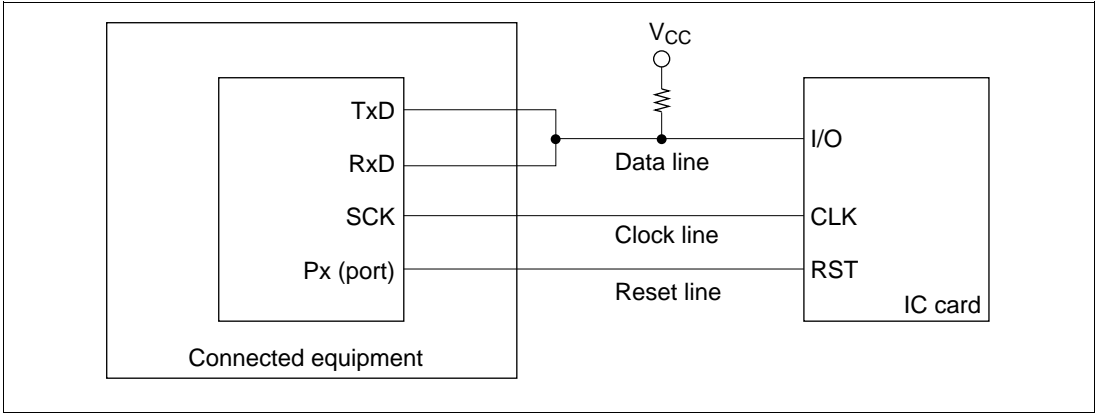 VCC
TxD
RxD
SCK
Px (port)
Data line
Clock line
Reset line
I/O
CLK
RST
IC card
Connected equipment